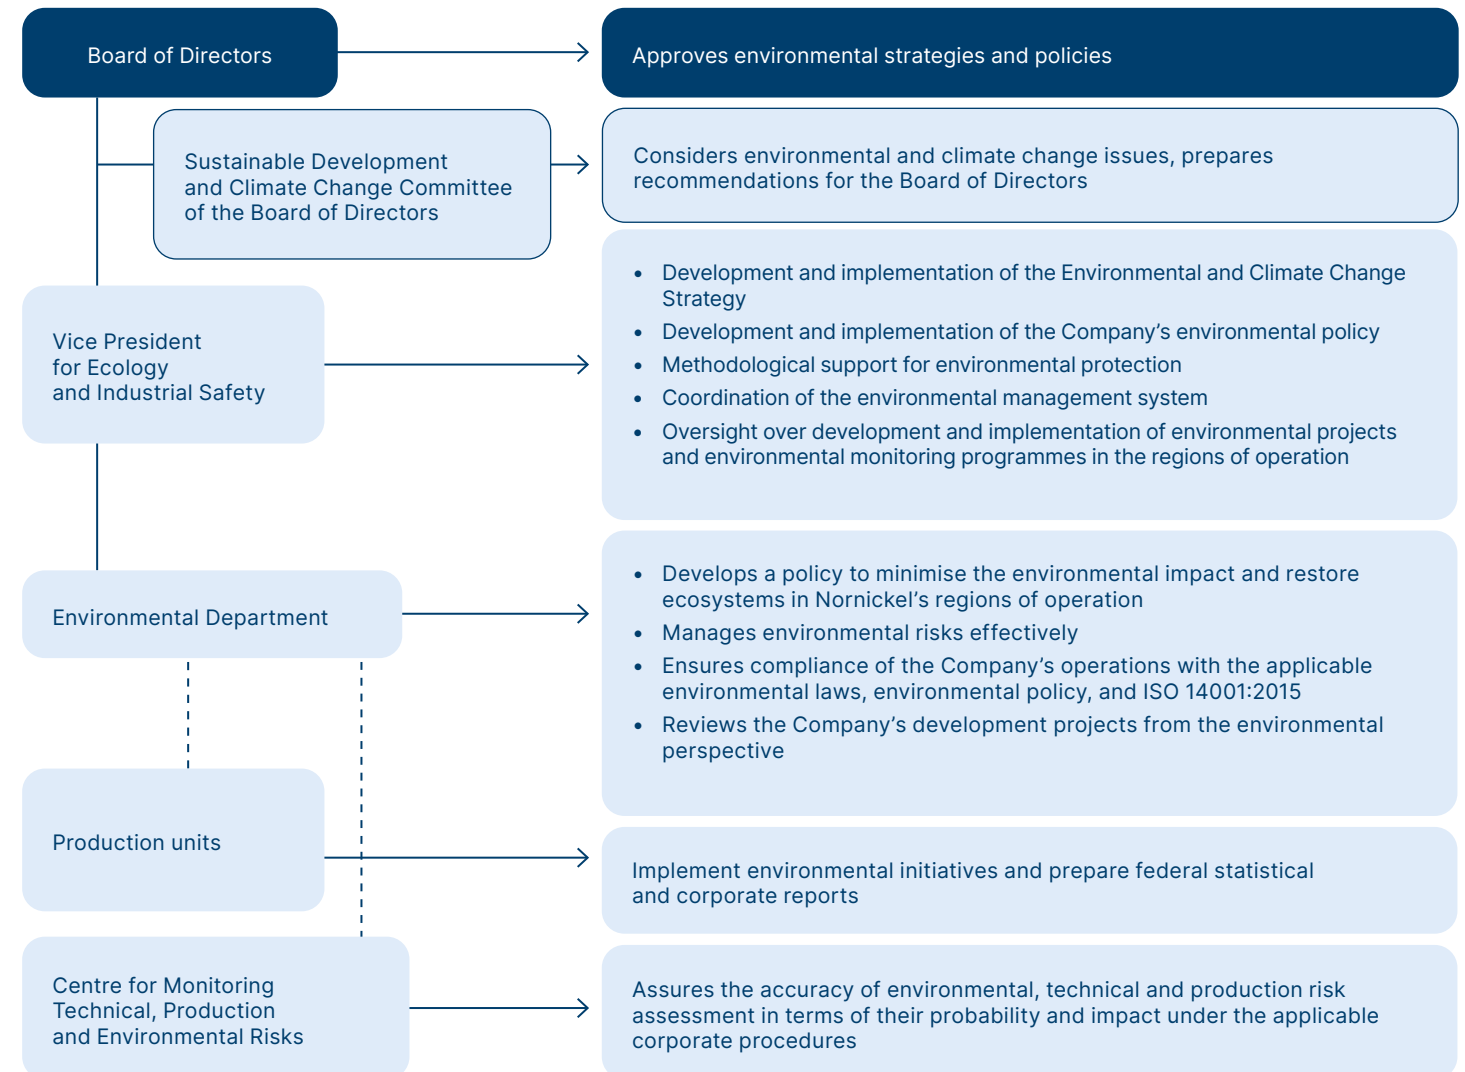 Board of Directors
Approves environmental strategies and policies
Sustainable Development
and Climate Change Committee
of the Board of Directors
Considers environmental and climate change issues, prepares
recommendations for the Board of Directors
Vice President
for Ecology
and Industrial Safety
• Development and implementation of the Environmental and Climate Change
Strategy
• Development and implementation of the Company’s environmental policy
• Methodological support for environmental protection
• Coordination of the environmental management system
• Oversight over development and implementation of environmental projects
and environmental monitoring programmes in the regions of operation
Environmental Department
• Develops a policy to minimise the environmental impact and restore
ecosystems in Nornickel’s regions of operation
• Manages environmental risks effectively
• Ensures compliance of the Company’s operations with the applicable
environmental laws, environmental policy, and ISO 14001:2015
• Reviews the Company’s development projects from the environmental
perspective
Production units
Implement environmental initiatives and prepare federal statistical
and corporate reports
Centre for Monitoring
Technical, Production
and Environmental Risks
Assures the accuracy of environmental, technical and production risk
assessment in terms of their probability and impact under the applicable
corporate procedures